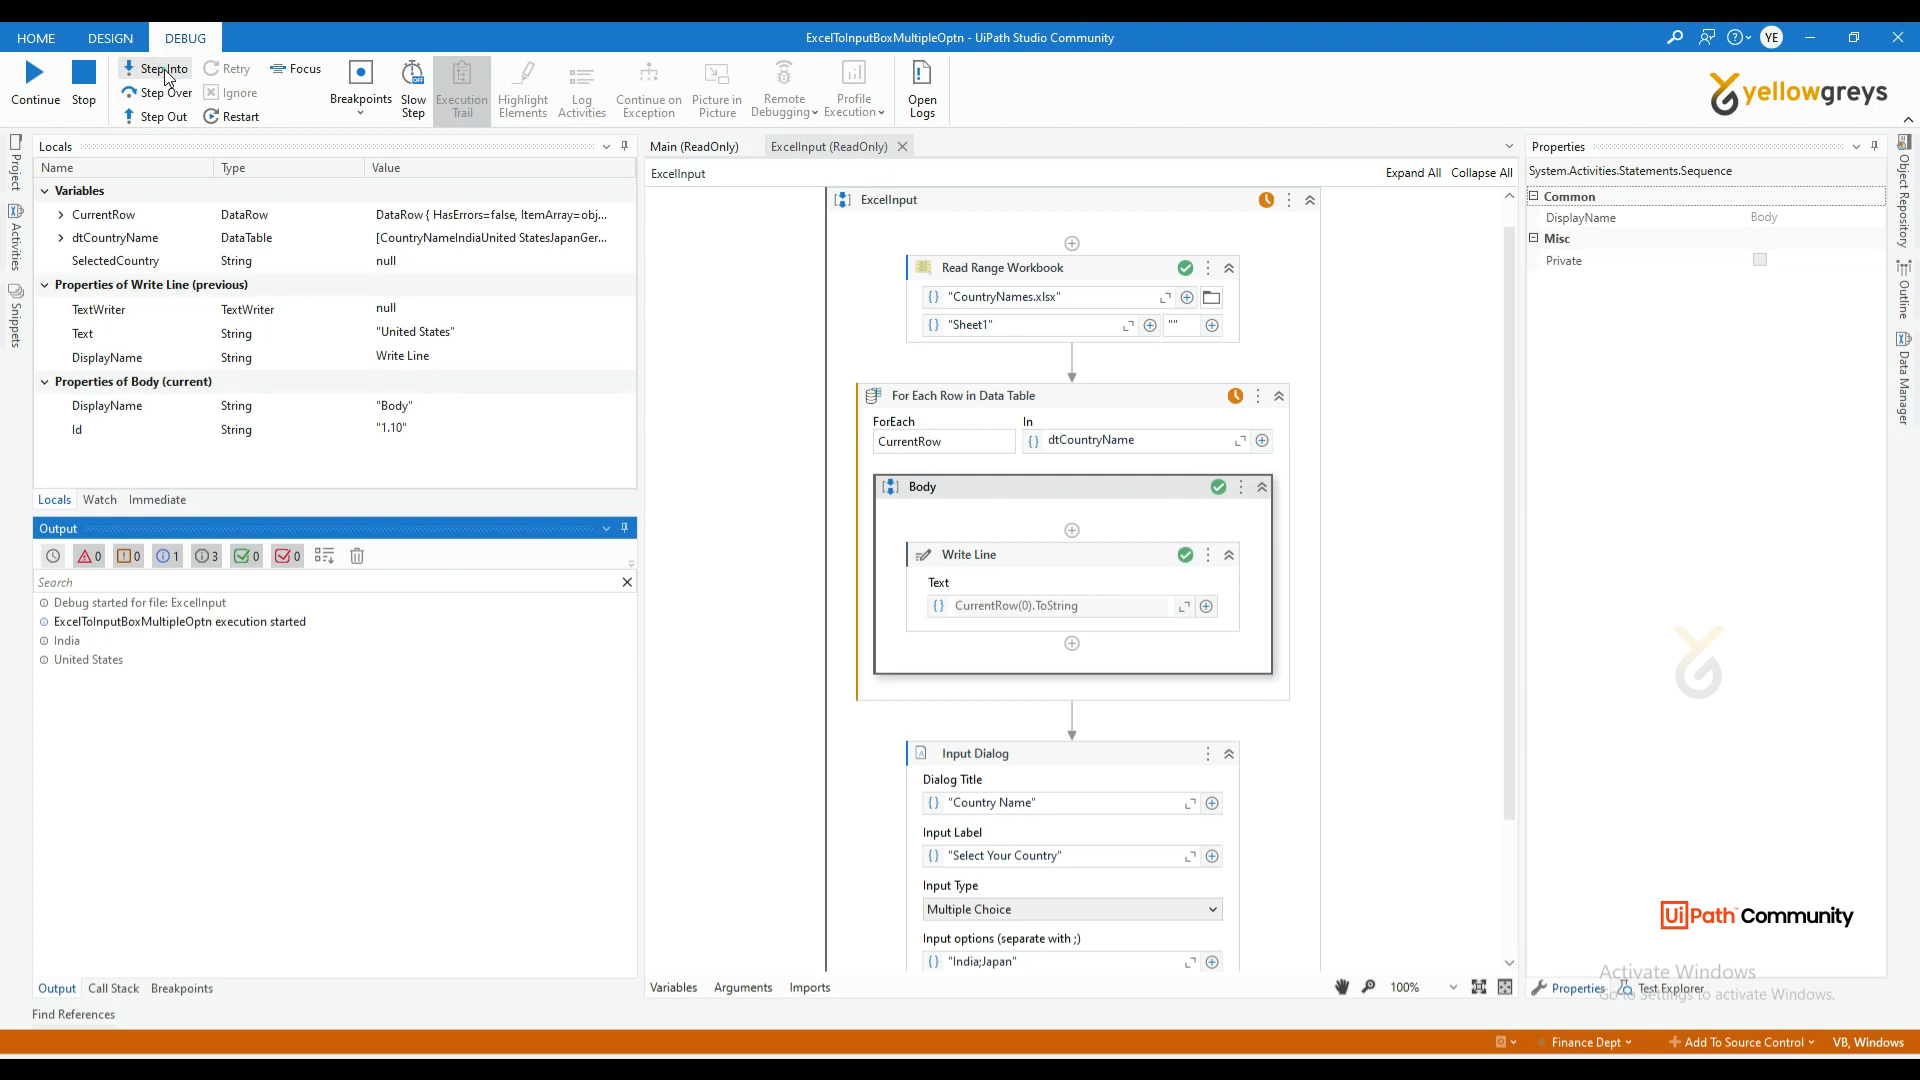 HOME DESIGN DEBUG
ExcelToInputBoxMultipleOptn - UiPath Studio Community
YE
Continue Stop
Step Into
Step Over
Step Out
Retry
Ignore
Restart
Focus
Breakpoints
Slow Step
Execution Trail
Highlight Elements
Log Activities
Continue on Exception
Picture in Picture
Remote Debugging
Profile Execution
Open Logs
yellowgreys
Project
Activities
Snippets
Locals
Name Type Value
Variables
CurrentRow DataRow DataRow { HasErrors=false, ItemArray=obj...
dtCountryName DataTable [CountryNameIndiaUnited StatesJapanGer...
SelectedCountry String null
Properties of Write Line (previous)
TextWriter TextWriter null
Text String "United States"
DisplayName String Write Line
Properties of Body (current)
DisplayName String "Body"
Id String "1.10"
Locals Watch Immediate
Output
0 0 1 3 0 0
Search
Debug started for file: ExcelInput
ExcelToInputBoxMultipleOptn execution started
India
United States
Output Call Stack Breakpoints
Find References
Main (ReadOnly) ExcelInput (ReadOnly)
ExcelInput Expand All Collapse All
ExcelInput
Read Range Workbook
"CountryNames.xlsx"
"Sheet1" ""
For Each Row in Data Table
ForEach In
CurrentRow dtCountryName
Body
Write Line
Text
CurrentRow(0).ToString
Input Dialog
Dialog Title
"Country Name"
Input Label
"Select Your Country"
Input Type
Multiple Choice
Input options (separate with ;)
"India;Japan"
Variables Arguments Imports 100%
Properties
System.Activities.Statements.Sequence
Common
DisplayName Body
Misc
Private
UiPath Community
Activate Windows
Go to Settings to activate Windows.
Properties Test Explorer
Object Repository
Outline
Data Manager
Finance Dept Add To Source Control VB, Windows